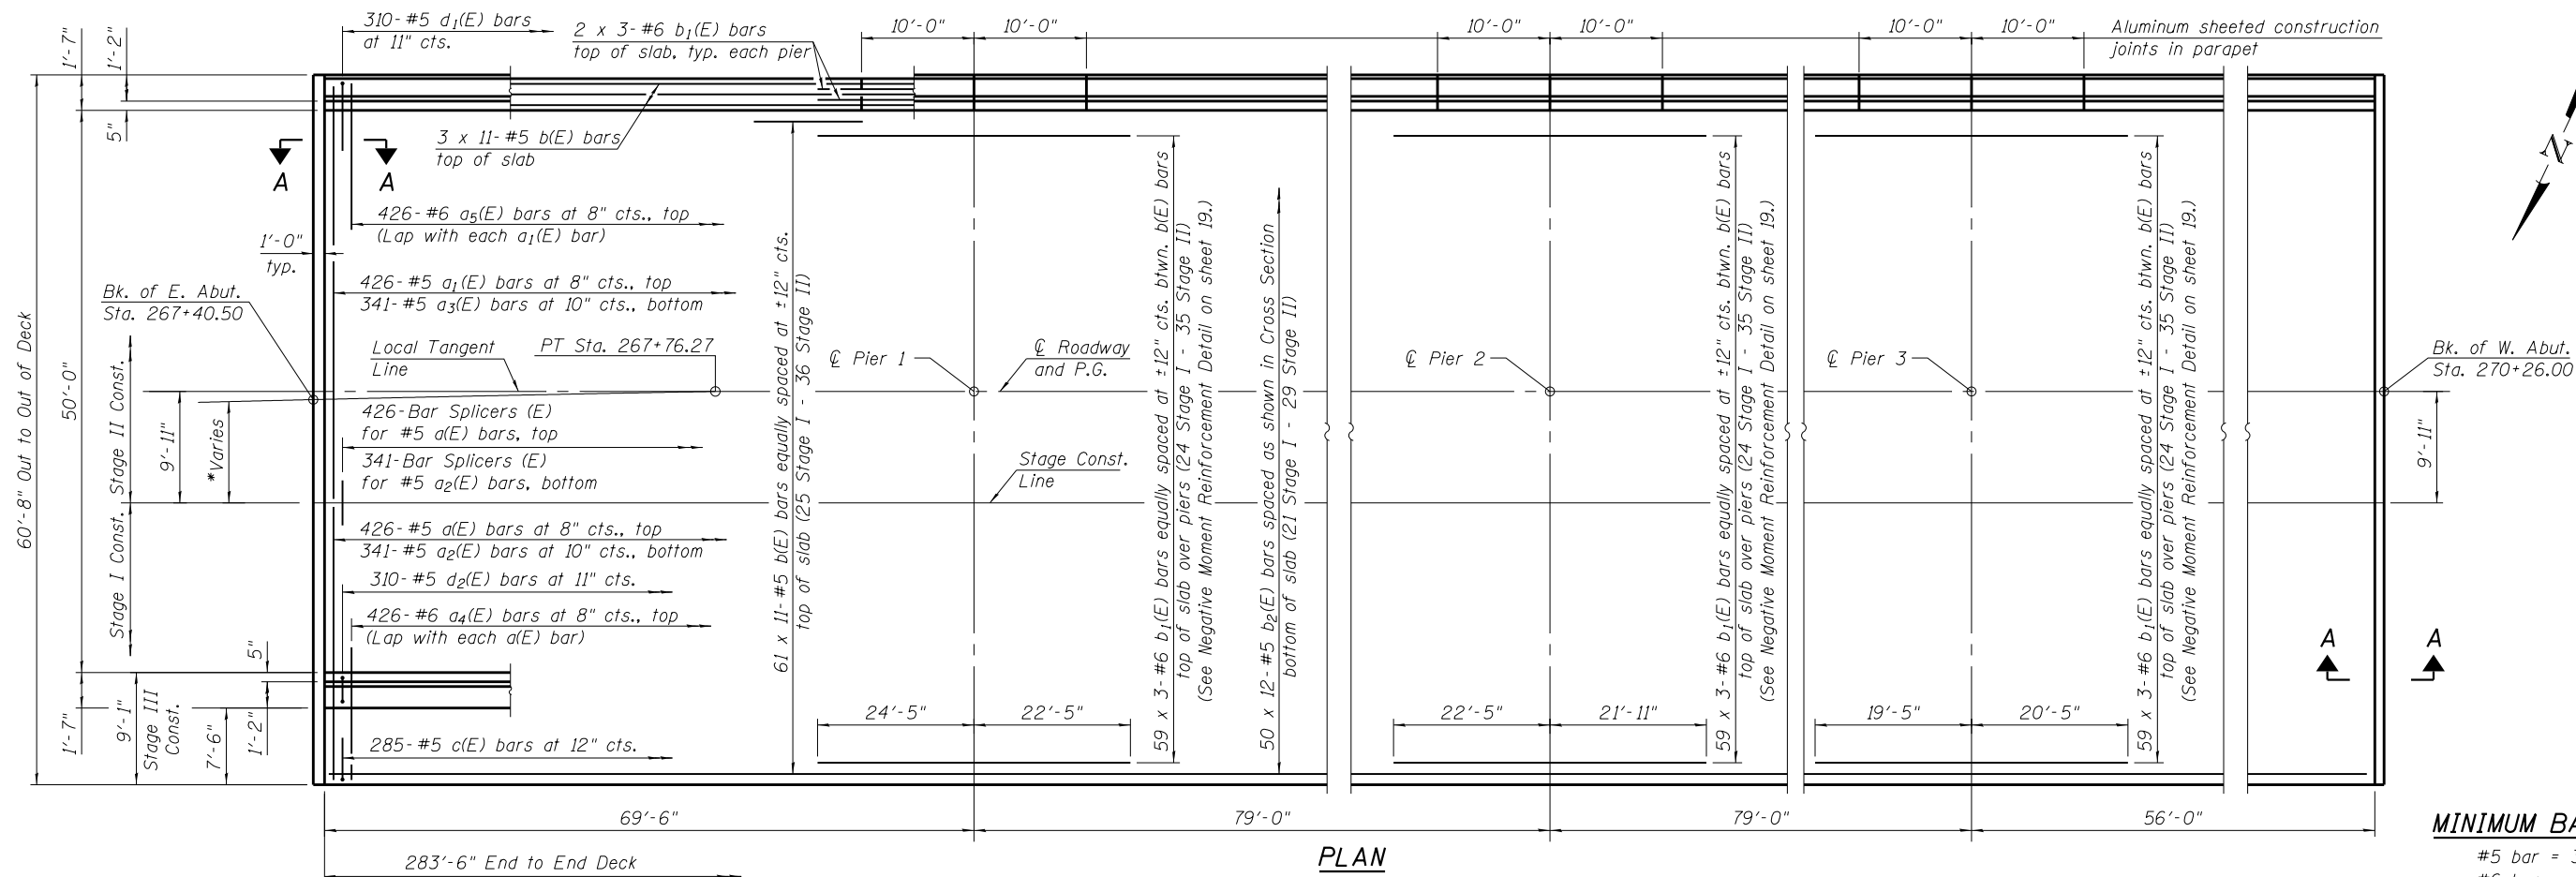 310-#5 d₁(E) bars
at 11" cts.
2 x 3-#6 b₁(E) bars
top of slab, typ. each pier
10'-0"
10'-0"
10'-0"
10'-0"
10'-0"
10'-0"
Aluminum sheeted construction
joints in parapet
1'-7"
1'-2"
5"
3 x 11-#5 b(E) bars
top of slab
A
A
N
426-#6 a₅(E) bars at 8" cts., top
(Lap with each a₁(E) bar)
1'-0"
typ.
426-#5 a₁(E) bars at 8" cts., top
341-#5 a₃(E) bars at 10" cts., bottom
Bk. of E. Abut.
Sta. 267+40.50
Local Tangent
Line
PT Sta. 267+76.27
℄ Pier 1
℄ Roadway
and P.G.
℄ Pier 2
℄ Pier 3
Bk. of W. Abut.
Sta. 270+26.00
60'-8" Out to Out of Deck
50'-0"
Stage I Const.
Stage II Const.
9'-11"
*Varies
426-Bar Splicers (E)
for #5 a(E) bars, top
341-Bar Splicers (E)
for #5 a₂(E) bars, bottom
Stage Const.
Line
9'-11"
426-#5 a(E) bars at 8" cts., top
341-#5 a₂(E) bars at 10" cts., bottom
310-#5 d₂(E) bars at 11" cts.
426-#6 a₄(E) bars at 8" cts., top
(Lap with each a(E) bar)
61 x 11-#5 b(E) bars equally spaced at ±12" cts.
top of slab (25 Stage I - 36 Stage II)
59 x 3-#6 b₁(E) bars equally spaced at ±12" cts. btwn. b(E) bars
top of slab over piers (24 Stage I - 35 Stage II)
(See Negative Moment Reinforcement Detail on sheet 19.)
50 x 12-#5 b₂(E) bars spaced as shown in Cross Section
bottom of slab (21 Stage I - 29 Stage II)
59 x 3-#6 b₁(E) bars equally spaced at ±12" cts. btwn. b(E) bars
top of slab over piers (24 Stage I - 35 Stage II)
(See Negative Moment Reinforcement Detail on sheet 19.)
59 x 3-#6 b₁(E) bars equally spaced at ±12" cts. btwn. b(E) bars
top of slab over piers (24 Stage I - 35 Stage II)
(See Negative Moment Reinforcement Detail on sheet 19.)
A
A
5"
1'-7"
9'-1"
Stage III
Const.
7'-6"
1'-2"
285-#5 c(E) bars at 12" cts.
24'-5"
22'-5"
22'-5"
21'-11"
19'-5"
20'-5"
69'-6"
79'-0"
79'-0"
56'-0"
283'-6" End to End Deck
PLAN
MINIMUM BA
#5 bar = 3